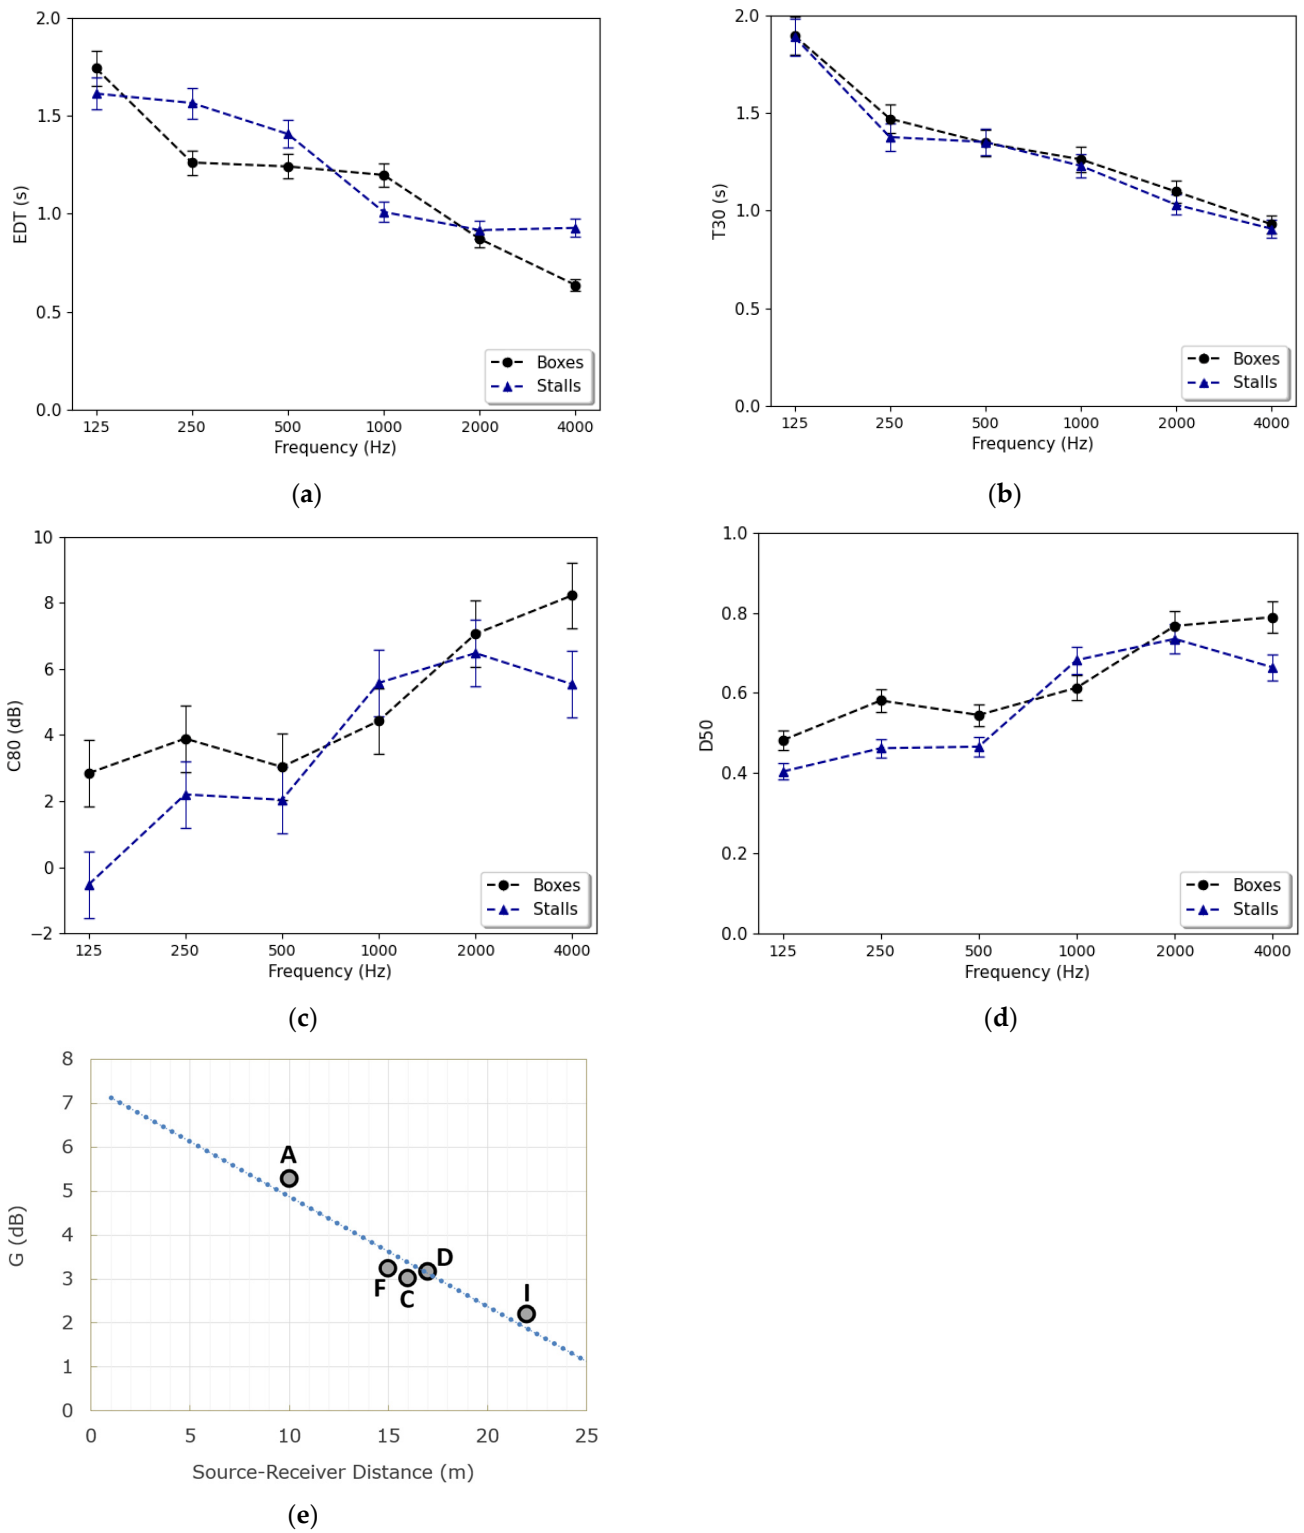 2.0
1.5
1.0
0.5
0.0
EDT (s)
Boxes
Stalls
125 250 500 1000 2000 4000
Frequency (Hz)
(a)
2.0
1.5
1.0
0.5
0.0
T30 (s)
Boxes
Stalls
125 250 500 1000 2000 4000
Frequency (Hz)
(b)
10
8
6
4
2
0
−2
C80 (dB)
Boxes
Stalls
125 250 500 1000 2000 4000
Frequency (Hz)
(c)
1.0
0.8
0.6
0.4
0.2
0.0
D50
Boxes
Stalls
125 250 500 1000 2000 4000
Frequency (Hz)
(d)
8
7
6
5
4
3
2
1
0
G (dB)
A
D
F
C
I
0 5 10 15 20 25
Source-Receiver Distance (m)
(e)